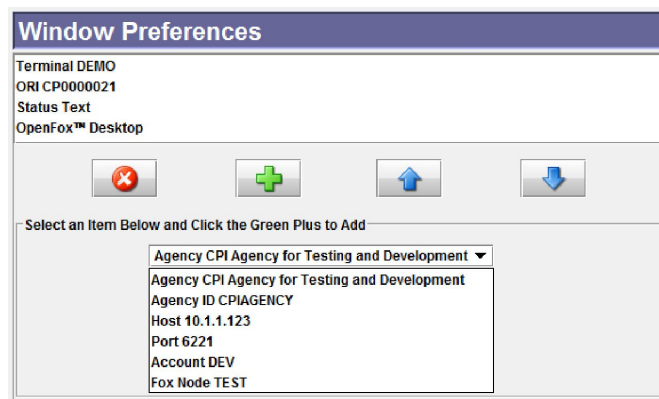 Window Preferences
Terminal DEMO
ORI CP0000021
Status Text
OpenFox™ Desktop
Select an Item Below and Click the Green Plus to Add
Agency CPI Agency for Testing and Development
Agency CPI Agency for Testing and Development
Agency ID CPIAGENCY
Host 10.1.1.123
Port 6221
Account DEV
Fox Node TEST